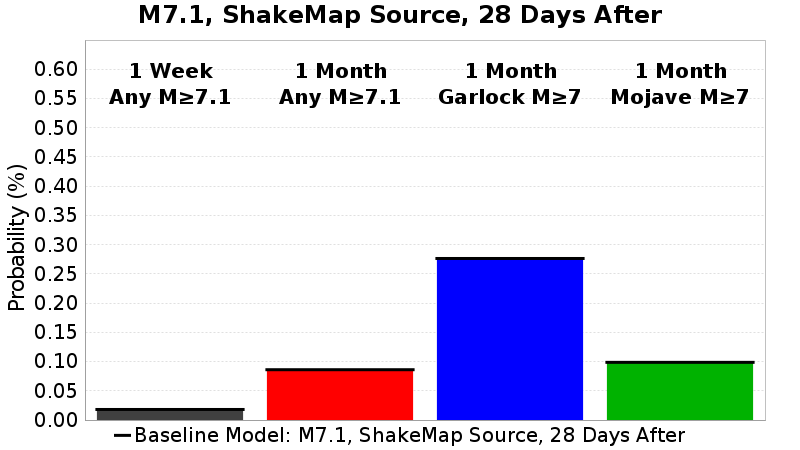 M7.1, ShakeMap Source, 28 Days After
1 Week
Any M≥7.1
1 Month
Any M≥7.1
1 Month
Garlock M≥7
1 Month
Mojave M≥7
Probability (%)
0.60
0.55
0.50
0.45
0.40
0.35
0.30
0.25
0.20
0.15
0.10
0.05
0.00
Baseline Model: M7.1, ShakeMap Source, 28 Days After